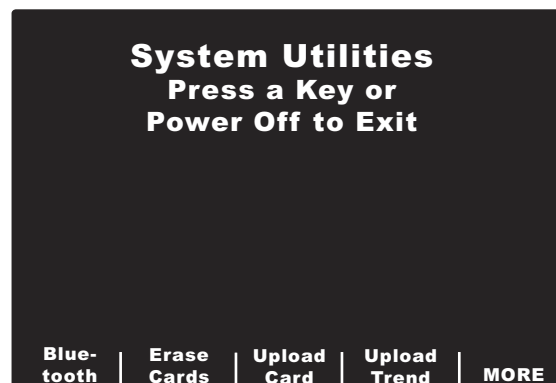 System Utilities
Press a Key or
Power Off to Exit
Blue-
tooth
Erase
Cards
Upload
Card
Upload
Trend
MORE